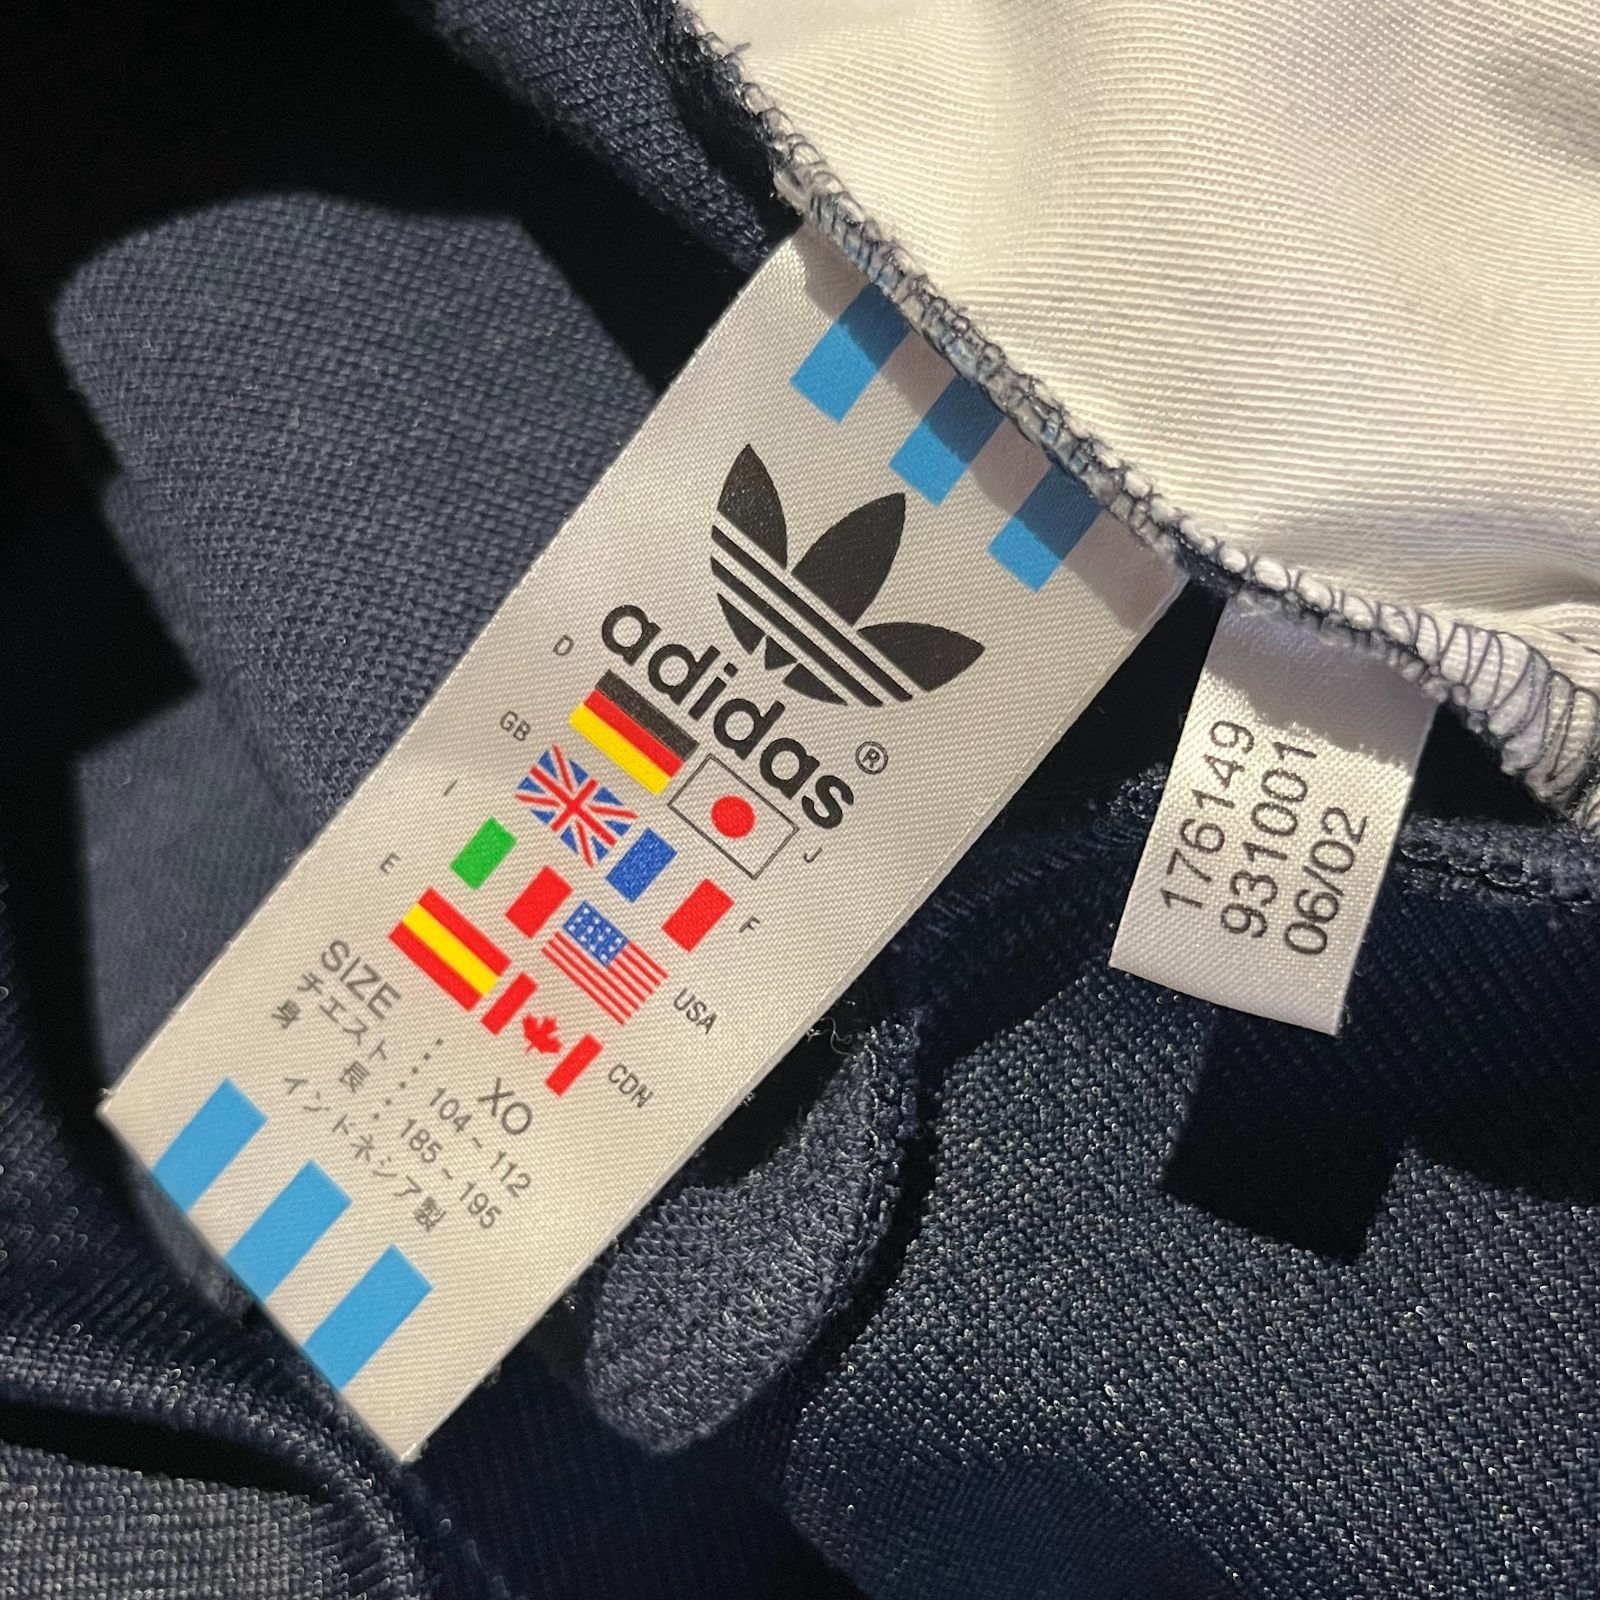 adidas®
D
GB
J
I
F
E
USA
CDN
SIZE : XO
チエスト : 104~112
身 長 : 185~195
インドネシア製
176149
931001
06/02